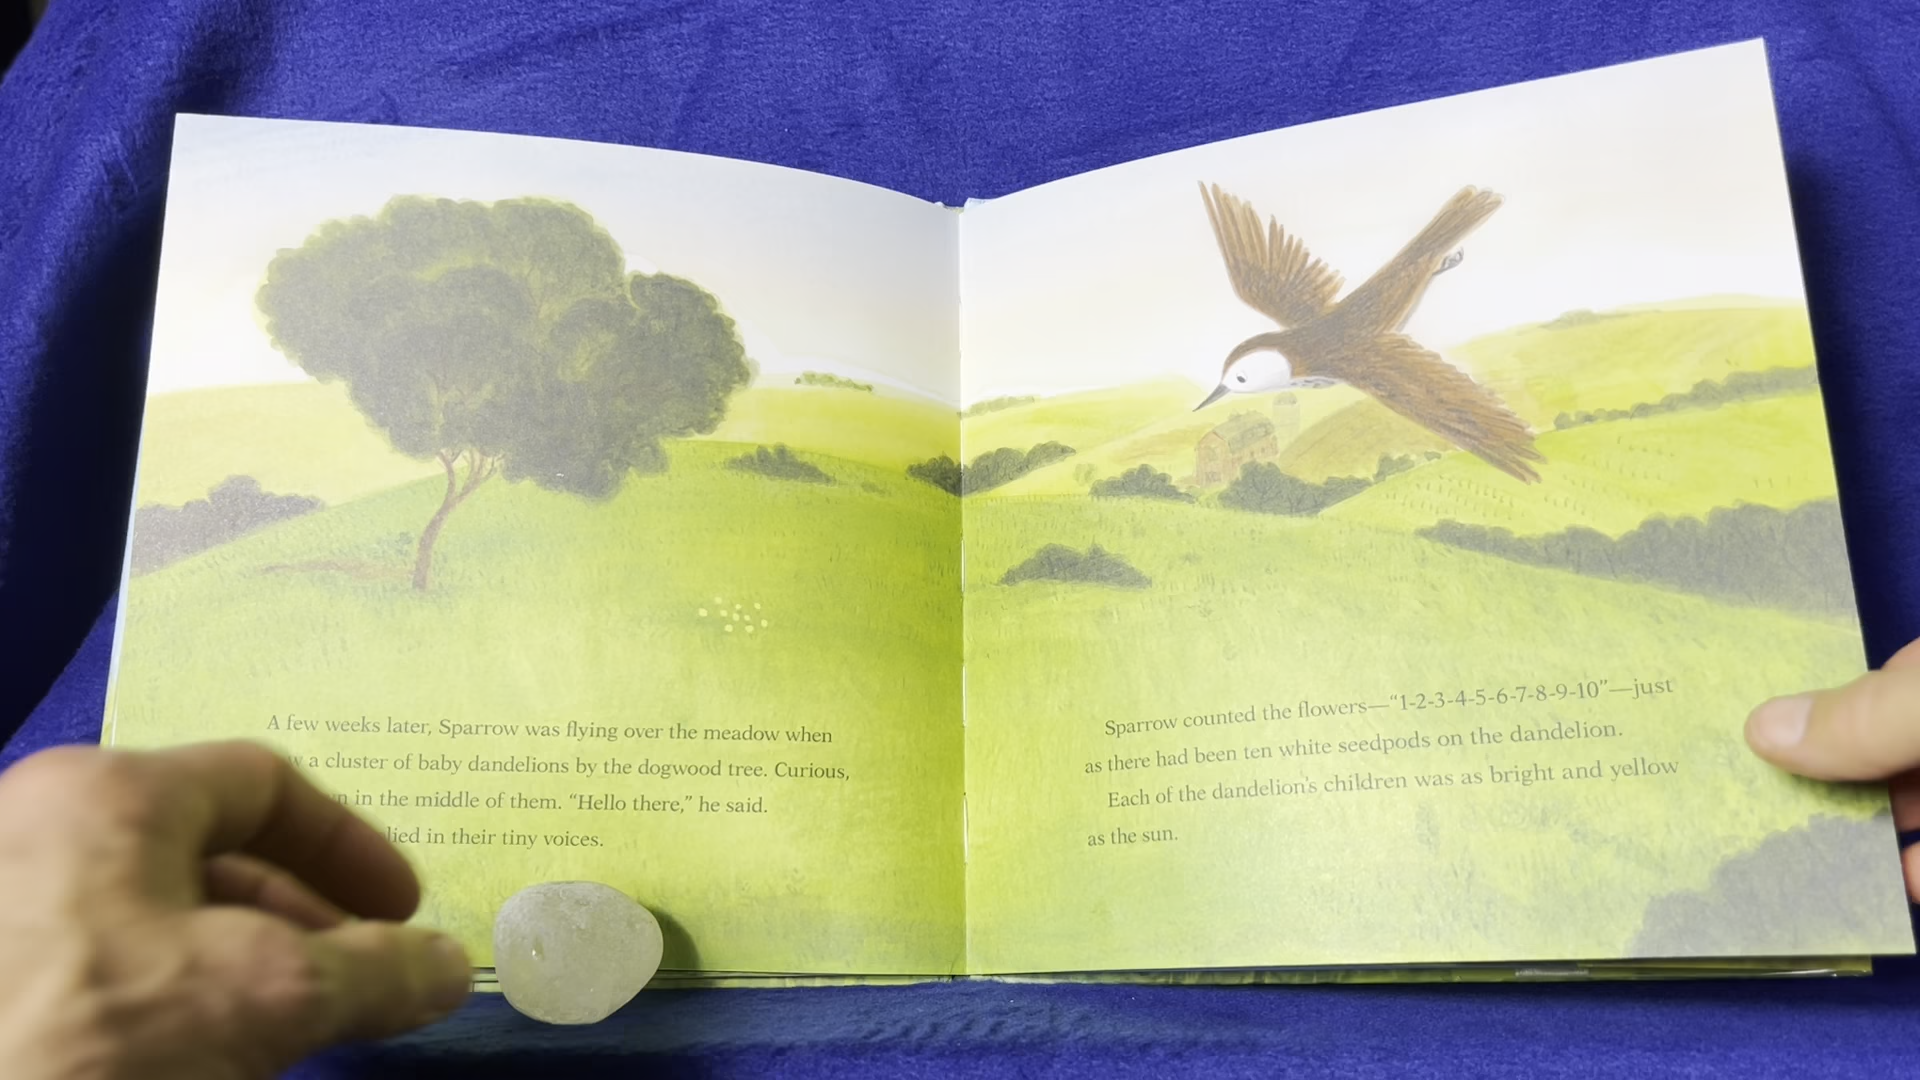 A few weeks later, Sparrow was flying over the meadow when
a cluster of baby dandelions by the dogwood tree. Curious,
in the middle of them. “Hello there,” he said.
in their tiny voices.
Sparrow counted the flowers—“1-2-3-4-5-6-7-8-9-10”—just
as there had been ten white seedpods on the dandelion.
Each of the dandelion's children was as bright and yellow
as the sun.